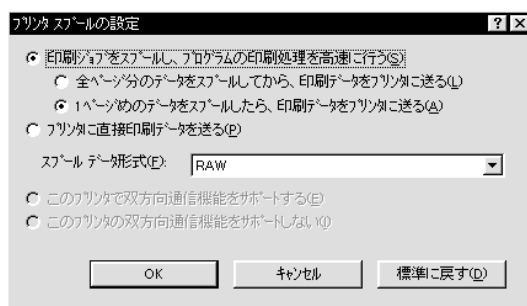 プリンタ スプールの設定
印刷ジョブをスプールし、プログラムの印刷処理を高速に行う(S)
全ページ分のデータをスプールしてから、印刷データをプリンタに送る(L)
1ページめのデータをスプールしたら、印刷データをプリンタに送る(A)
プリンタに直接印刷データを送る(P)
スプール データ形式(F): RAW
このプリンタで双方向通信機能をサポートする(E)
このプリンタの双方向通信機能をサポートしない(I)
OK キャンセル 標準に戻す(D)